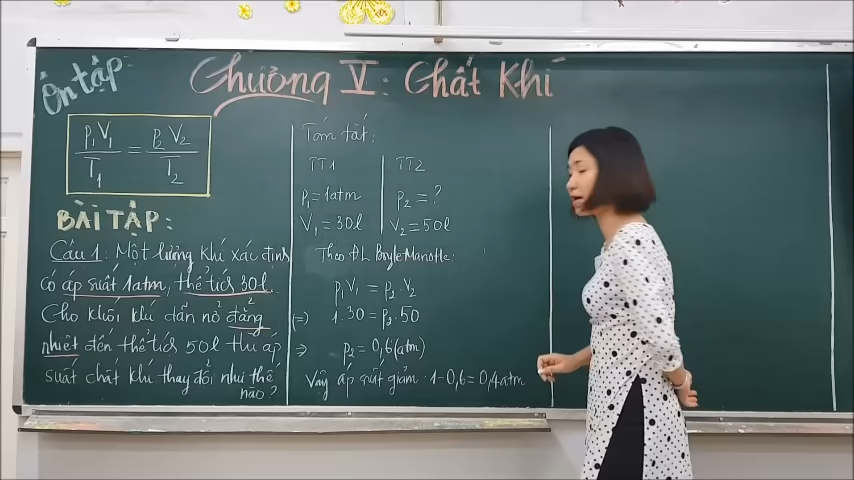 Ôn tập:
Chương V: Chất Khí
p₁V₁ / T₁ = p₂V₂ / T₂
BÀI TẬP:
Câu 1: Một lượng khí xác định
có áp suất 1atm, thể tích 30l.
Cho khối khí dãn nở đẳng
nhiệt đến thể tích 50l thì áp
suất chất khí thay đổi như thế
nào?
Tóm tắt:
TT1 TT2
p₁=1atm p₂=?
V₁=30l V₂=50l
Theo ĐL Boyle Mariotte:
p₁V₁ = p₂.V₂
(=) 1.30 = p₂.50
⇒ p₂ = 0,6(atm)
Vậy áp suất giảm 1-0,6=0,4atm